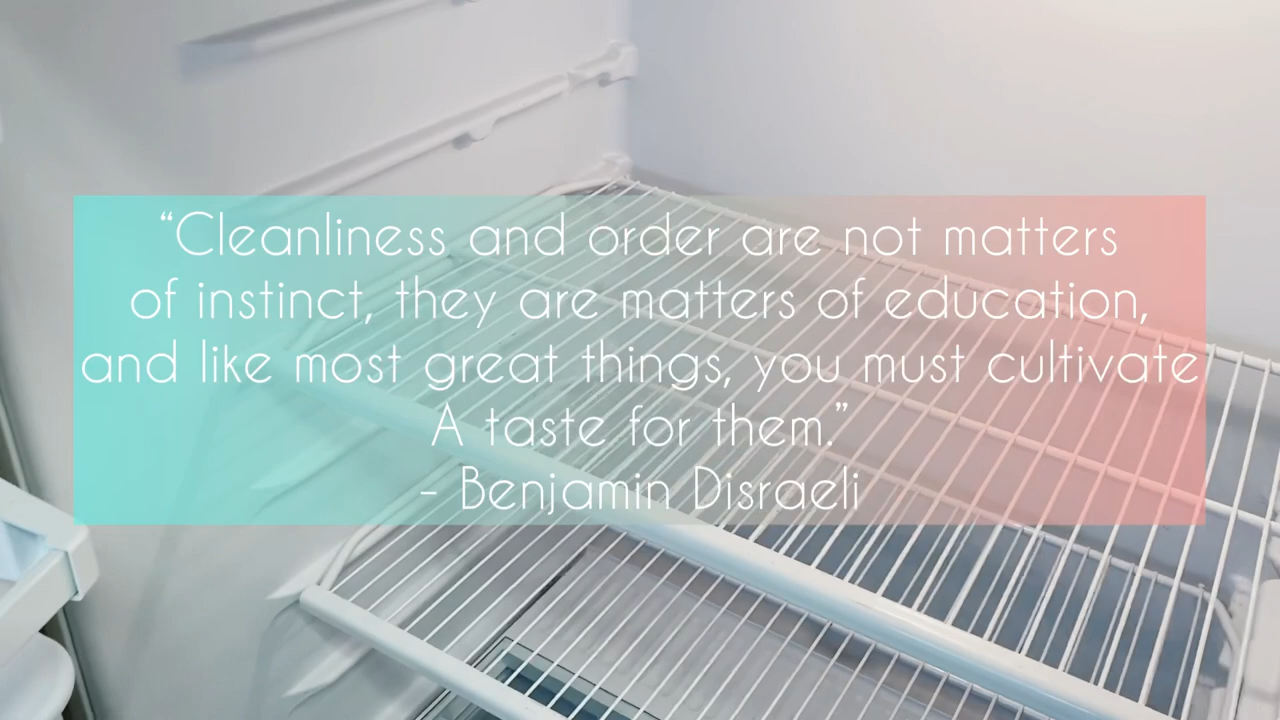 “Cleanliness and order are not matters
of instinct, they are matters of education,
and like most great things, you must cultivate
A taste for them.”
- Benjamin Disraeli